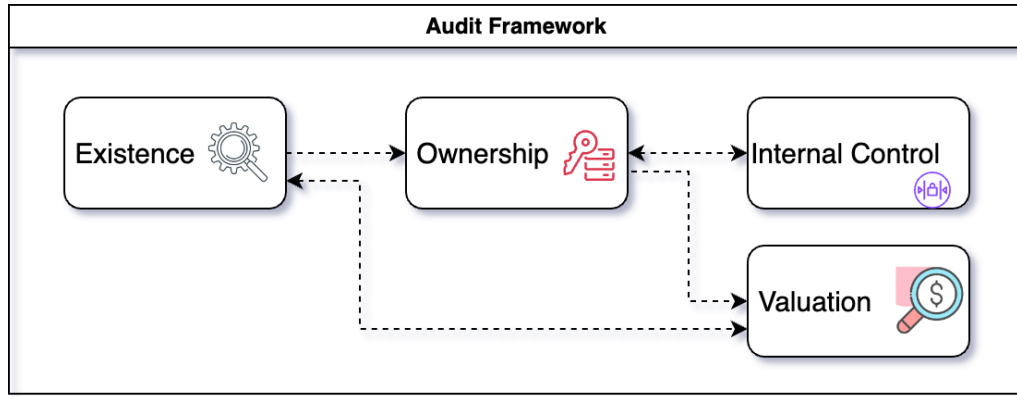 Audit Framework
Existence
Ownership
Internal Control
Valuation
$